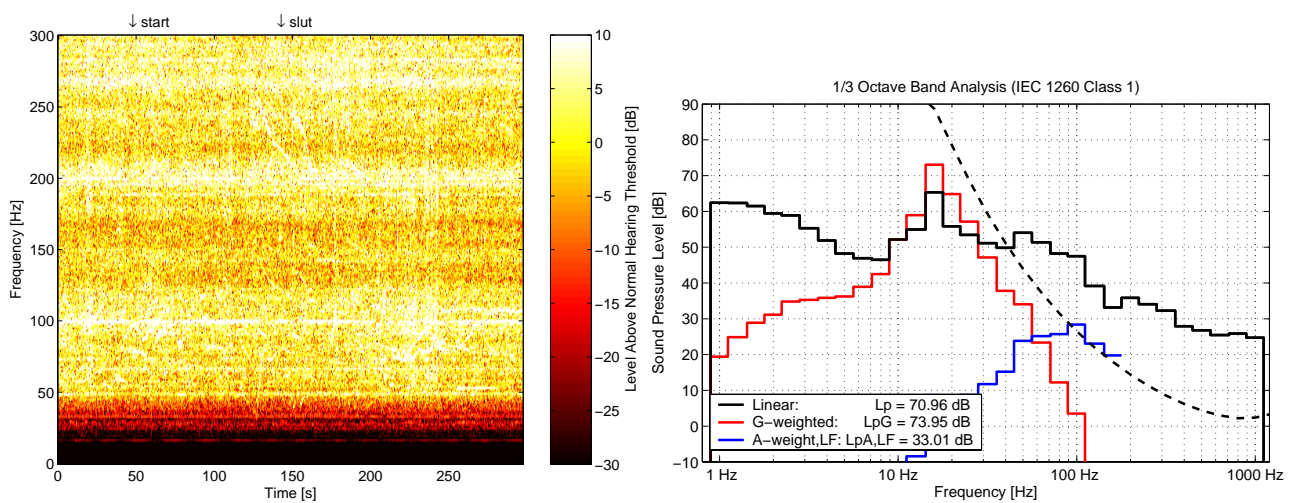 ↓ start
↓ slut
300
250
200
150
100
50
0
Frequency [Hz]
0 50 100 150 200 250
Time [s]
10
5
0
−5
−10
−15
−20
−25
−30
Level Above Normal Hearing Threshold [dB]
1/3 Octave Band Analysis (IEC 1260 Class 1)
90
80
70
60
50
40
30
20
10
0
−10
Sound Pressure Level [dB]
Linear: Lp = 70.96 dB
G−weighted: LpG = 73.95 dB
A−weight,LF: LpA,LF = 33.01 dB
1 Hz 10 Hz 100 Hz 1000 Hz
Frequency [Hz]